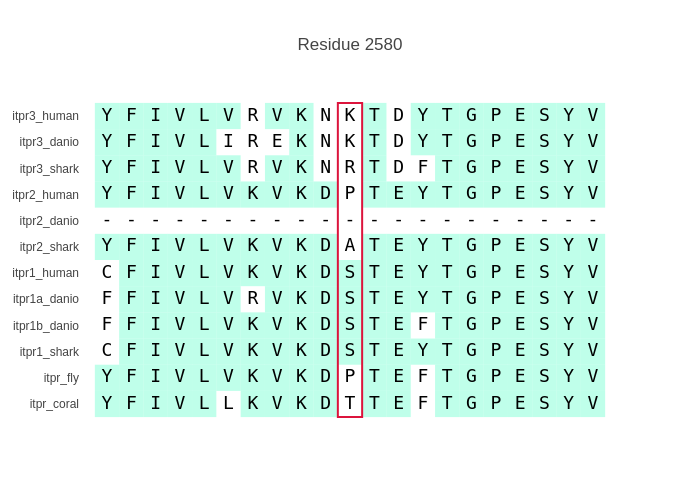 Residue 2580
itpr3_human Y F I V L V R V K N K T D Y T G P E S Y V
itpr3_danio Y F I V L I R E K N K T D Y T G P E S Y V
itpr3_shark Y F I V L V R V K N R T D F T G P E S Y V
itpr2_human Y F I V L V K V K D P T E Y T G P E S Y V
itpr2_danio - - - - - - - - - - - - - - - - - - - - -
itpr2_shark Y F I V L V K V K D A T E Y T G P E S Y V
itpr1_human C F I V L V K V K D S T E Y T G P E S Y V
itpr1a_danio F F I V L V R V K D S T E Y T G P E S Y V
itpr1b_danio F F I V L V K V K D S T E F T G P E S Y V
itpr1_shark C F I V L V K V K D S T E Y T G P E S Y V
itpr_fly Y F I V L V K V K D P T E F T G P E S Y V
itpr_coral Y F I V L L K V K D T T E F T G P E S Y V